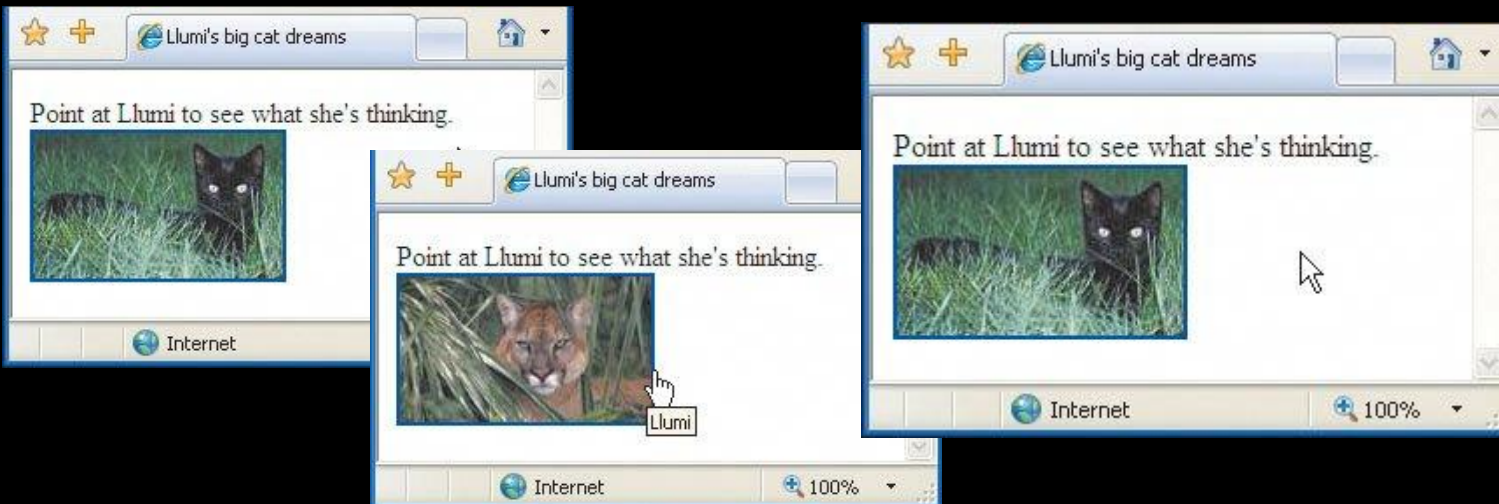 Llumi's big cat dreams
Point at Llumi to see what she's thinking.
Internet
Llumi's big cat dreams
Point at Llumi to see what she's thinking.
Llumi
Internet
100%
Llumi's big cat dreams
Point at Llumi to see what she's thinking.
Internet
100%